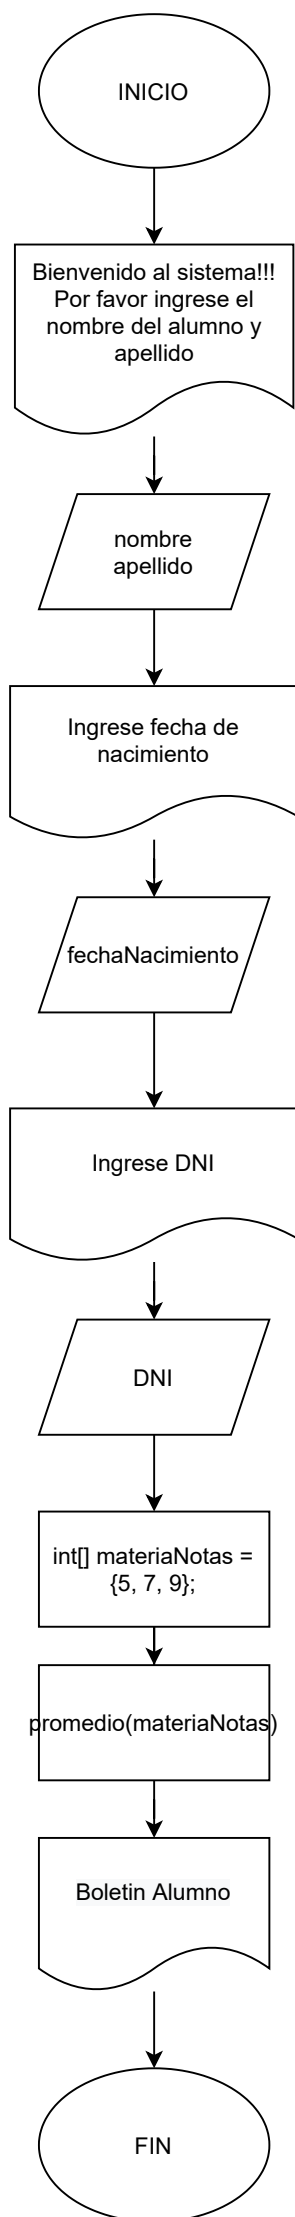 INICIO
Bienvenido al sistema!!!
Por favor ingrese el
nombre del alumno y
apellido
nombre
apellido
Ingrese fecha de
nacimiento
fechaNacimiento
Ingrese DNI
DNI
int[] materiaNotas =
{5, 7, 9};
promedio(materiaNotas)
Boletin Alumno
FIN